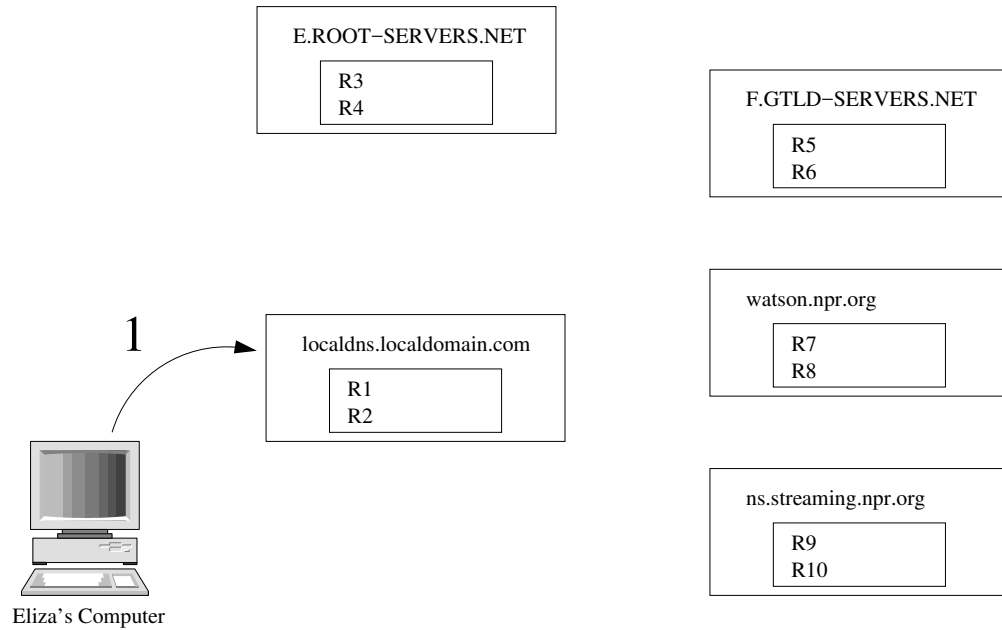 E.ROOT−SERVERS.NET
R3
R4
F.GTLD−SERVERS.NET
R5
R6
watson.npr.org
R7
R8
1
localdns.localdomain.com
R1
R2
ns.streaming.npr.org
R9
R10
Eliza's Computer